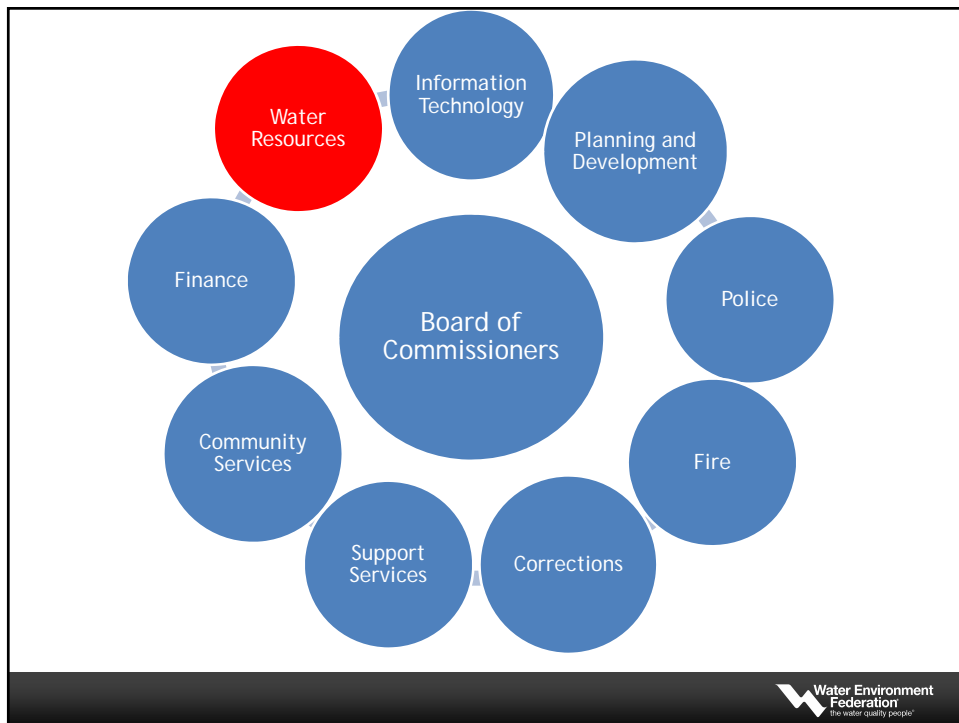 Information
Technology
Water
Resources
Planning and
Development
Finance
Police
Board of
Commissioners
Community
Services
Fire
Support
Services
Corrections
Water Environment
Federation®
the water quality people®